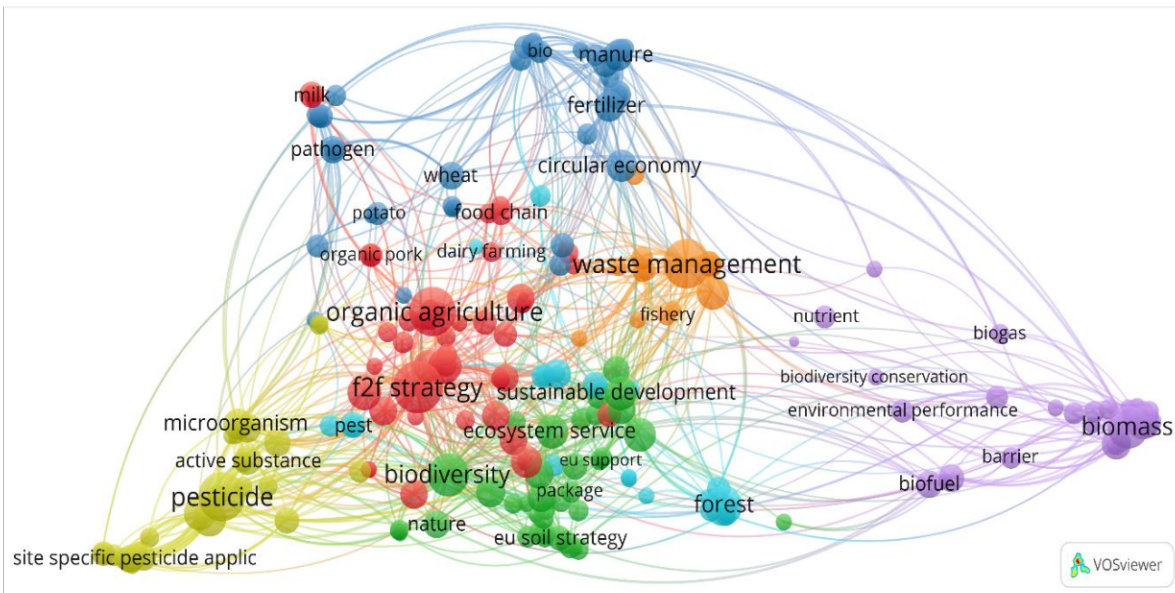 bio
manure
milk
fertilizer
pathogen
circular economy
wheat
potato
food chain
organic pork
dairy farming
waste management
organic agriculture
fishery
nutrient
biogas
f2f strategy
sustainable development
biodiversity conservation
environmental performance
microorganism
pest
ecosystem service
biomass
active substance
eu support
barrier
biodiversity
pesticide
package
biofuel
forest
nature
eu soil strategy
site specific pesticide applic
VOSviewer